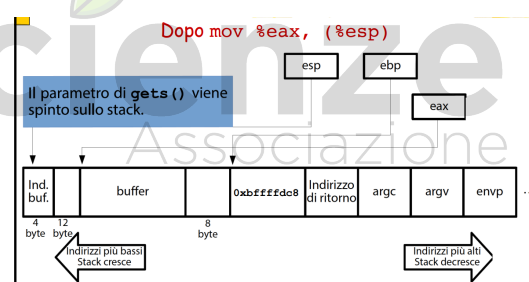 Dopo mov %eax, (%esp)
cienze
Associazione
esp
ebp
eax
Il parametro di gets() viene
spinto sullo stack.
Ind.
buf.
buffer
0xbffffdc8
Indirizzo
di ritorno
argc
argv
envp
..
4
byte
12
byte
8
byte
Indirizzi più bassi
Stack cresce
Indirizzi più alti
Stack decresce